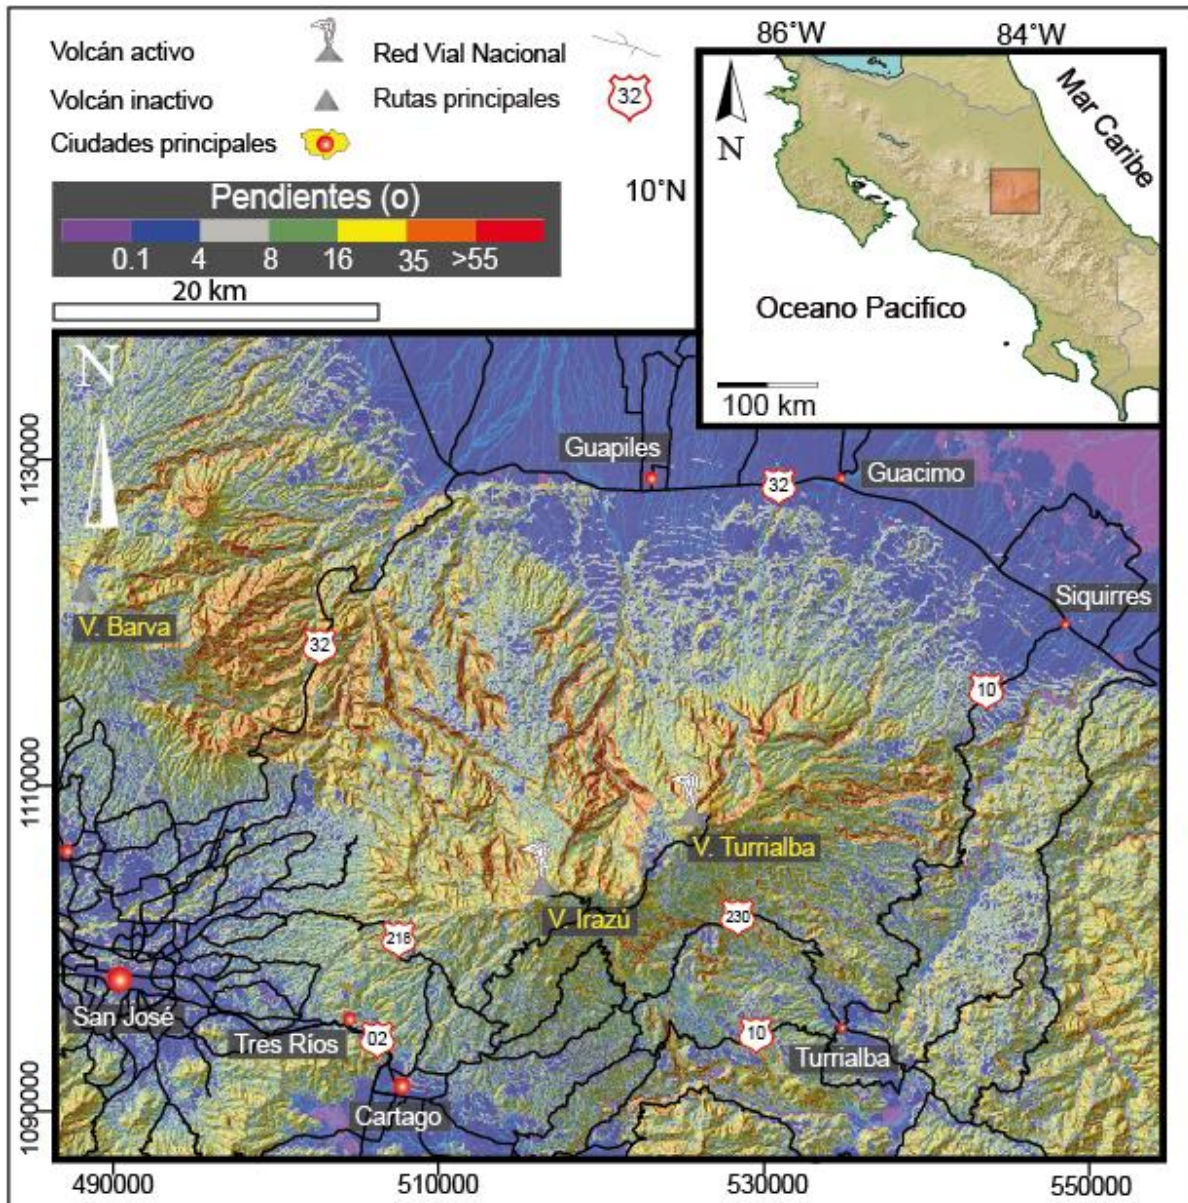 Volcán activo
Red Vial Nacional
Volcán inactivo
Rutas principales
32
Ciudades principales
Pendientes (o)
0.1 4 8 16 35 >55
20 km
86°W 84°W
10°N
N
Mar Caribe
Oceano Pacifico
100 km
N
1130000
1110000
1090000
Guapiles
32
Guacimo
Siquirres
V. Barva
32
10
V. Turrialba
V. Irazú
218
230
San José
Tres Ríos
02
10
Turrialba
Cartago
490000 510000 530000 550000